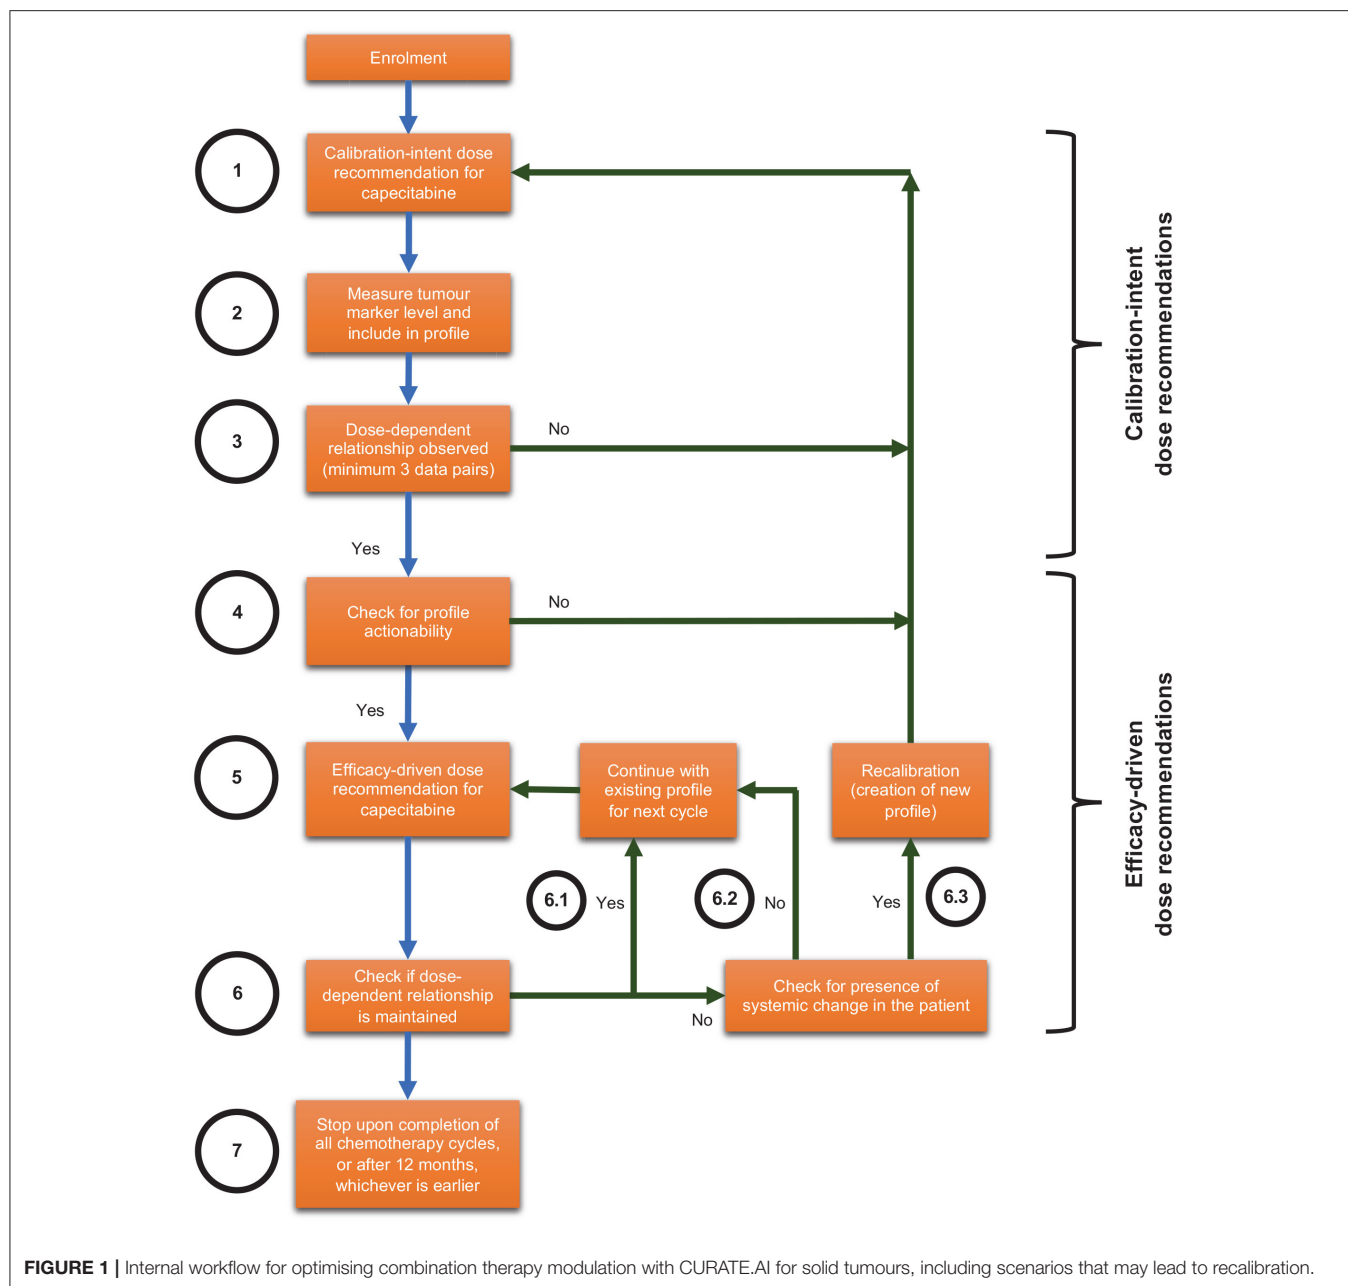 Enrolment
1
Calibration-intent dose
recommendation for
capecitabine
2
Measure tumour
marker level and
include in profile
3
Dose-dependent
relationship observed
(minimum 3 data pairs)
No
Yes
4
Check for profile
actionability
No
Yes
5
Efficacy-driven dose
recommendation for
capecitabine
Continue with
existing profile
for next cycle
Recalibration
(creation of new
profile)
6.1
Yes
6.2
No
Yes
6.3
6
Check if dose-
dependent relationship
is maintained
No
Check for presence of
systemic change in the patient
7
Stop upon completion of
all chemotherapy cycles,
or after 12 months,
whichever is earlier
Calibration-intent
dose recommendations
Efficacy-driven
dose recommendations
FIGURE 1 | Internal workflow for optimising combination therapy modulation with CURATE.AI for solid tumours, including scenarios that may lead to recalibration.